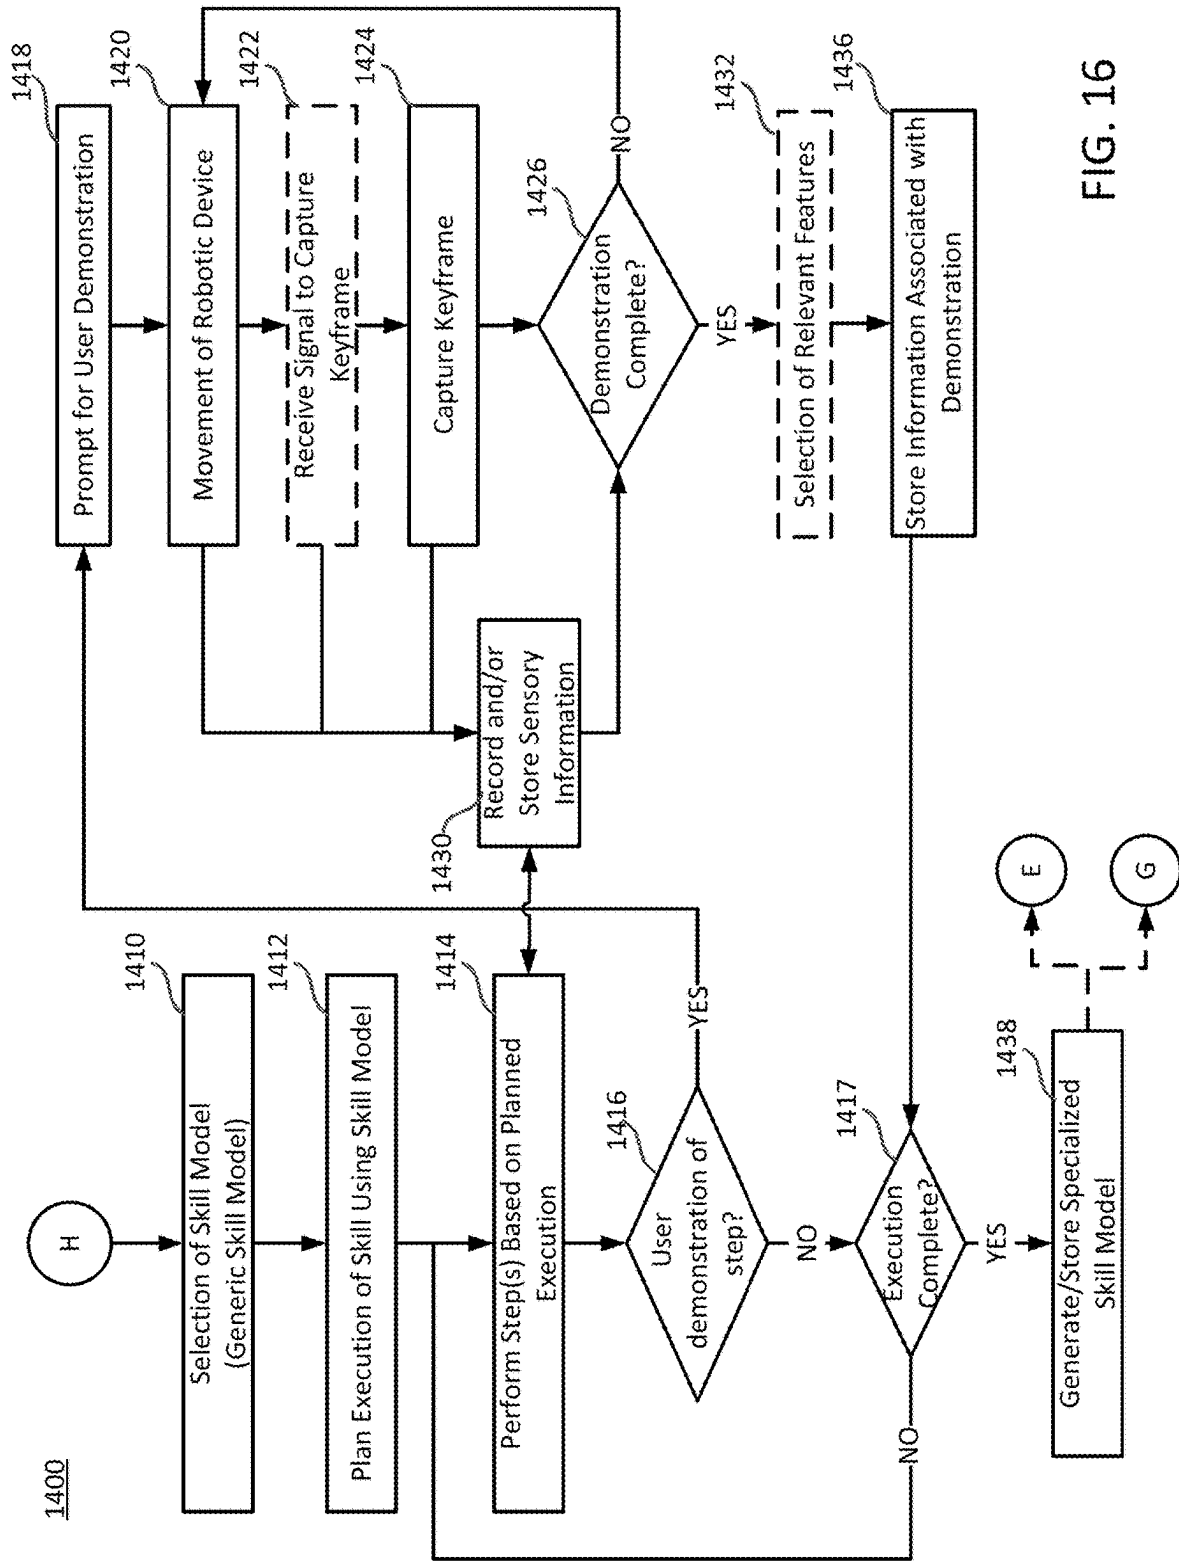 1400
H
1410
Selection of Skill Model
(Generic Skill Model)
1412
Plan Execution of Skill Using Skill Model
1414
Perform Step(s) Based on Planned
Execution
1416
User
demonstration of
step?
YES
NO
1417
Execution
Complete?
NO
YES
1438
Generate/Store Specialized
Skill Model
E
G
1418
Prompt for User Demonstration
1420
Movement of Robotic Device
1422
Receive Signal to Capture
Keyframe
1424
Capture Keyframe
1430
Record and/or
Store Sensory
Information
1426
Demonstration
Complete?
NO
YES
1432
Selection of Relevant Features
1436
Store Information Associated with
Demonstration
FIG. 16